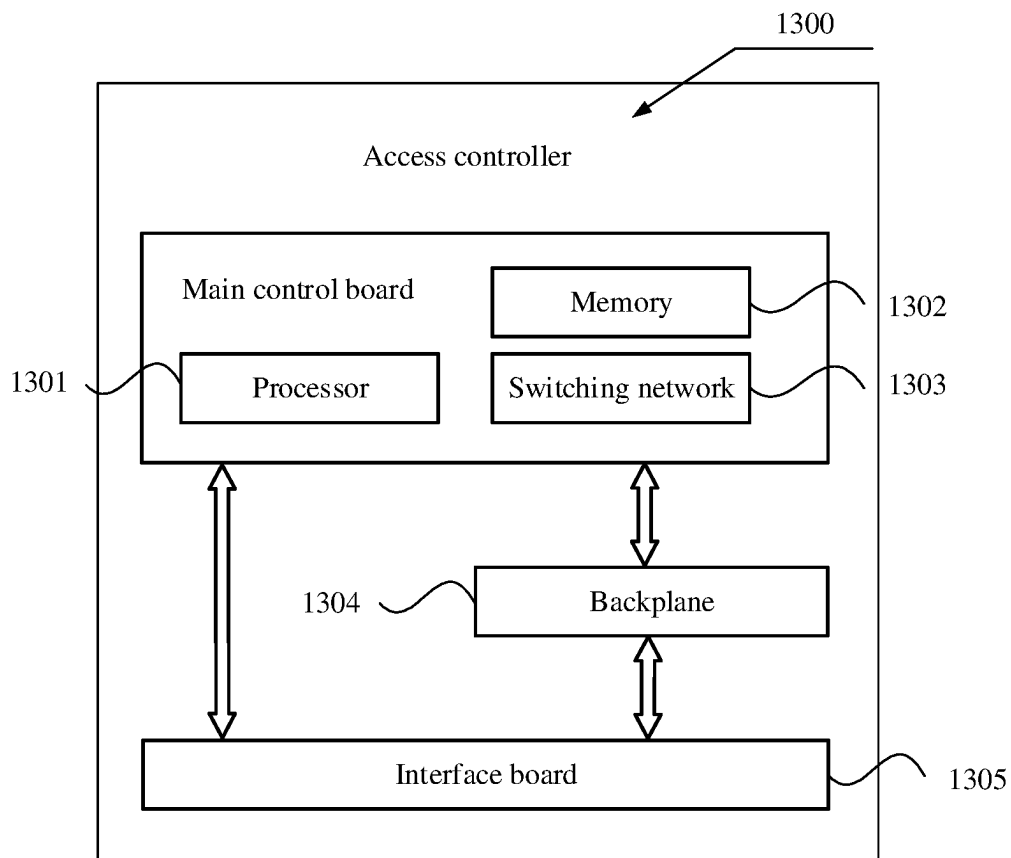 1300
Access controller
Main control board
Memory
1302
1301
Processor
Switching network
1303
1304
Backplane
Interface board
1305